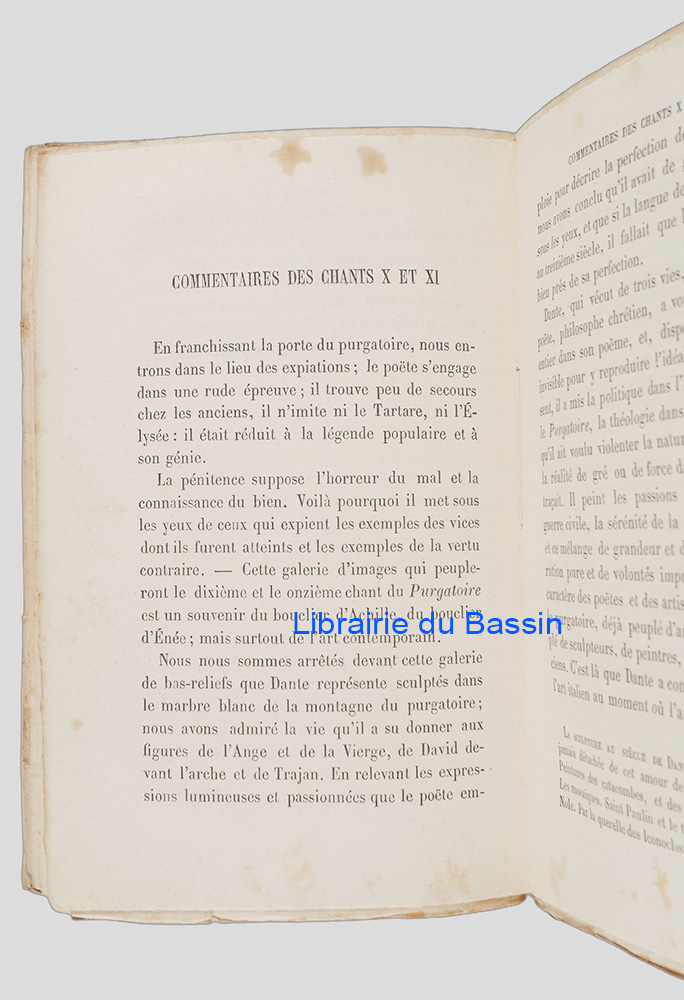 COMMENTAIRES DES CHANTS X ET XI
En franchissant la porte du purgatoire, nous en-
trons dans le lieu des expiations ; le poëte s'engage
dans une rude épreuve ; il trouve peu de secours
chez les anciens, il n'imite ni le Tartare, ni l'É-
lysée : il était réduit à la légende populaire et à
son génie.
La pénitence suppose l'horreur du mal et la
connaissance du bien. Voilà pourquoi il met sous
les yeux de ceux qui expient les exemples des vices
dont ils furent atteints et les exemples de la vertu
contraire. — Cette galerie d'images qui peuple-
ront le dixième et le onzième chant du Purgatoire
est un souvenir du bouclier d'Achille, du bouclier
d'Énée ; mais surtout de l'art contemporain.
Nous nous sommes arrêtés devant cette galerie
de bas-reliefs que Dante représente sculptés dans
le marbre blanc de la montagne du purgatoire ;
nous avons admiré la vie qu'il a su donner aux
figures de l'Ange et de la Vierge, de David de-
vant l'arche et de Trajan. En relevant les expres-
sions lumineuses et passionnées que le poëte em-
Librairie du Bassin
COMMENTAIRES DES CHANTS X
ploie pour décrire la perfection de
nous avons conclu qu'il avait de
sous les yeux, et que si la langue de
au treizième siècle, il fallait que
bien près de sa perfection.
Dante, qui vécut de trois vies,
poëte, philosophe chrétien, a vo
entier dans son poëme, et, dispo
invisible pour y reproduire l'idéa
sent, il a mis la politique dans l'
le Purgatoire, la théologie dans
qu'il ait voulu violenter la natur
la réalité de gré ou de force da
traçait. Il peint les passions
guerre civile, la sérénité de la
et ce mélange de grandeur et d
ration pure et de volontés imp
caractère des poëtes et des artis
le purgatoire, déjà peuplé d'an
plé de sculpteurs, de peintres,
ciens. C'est là que Dante a con
l'art italien au moment où l'a
LA SCULPTURE AU SIÈCLE DE DAN
jamais détachée de cet amour de
Peintures des catacombes, et des
Les mosaïques. Saint Paulin et le t
Nole. Par la querelle des Iconoclas